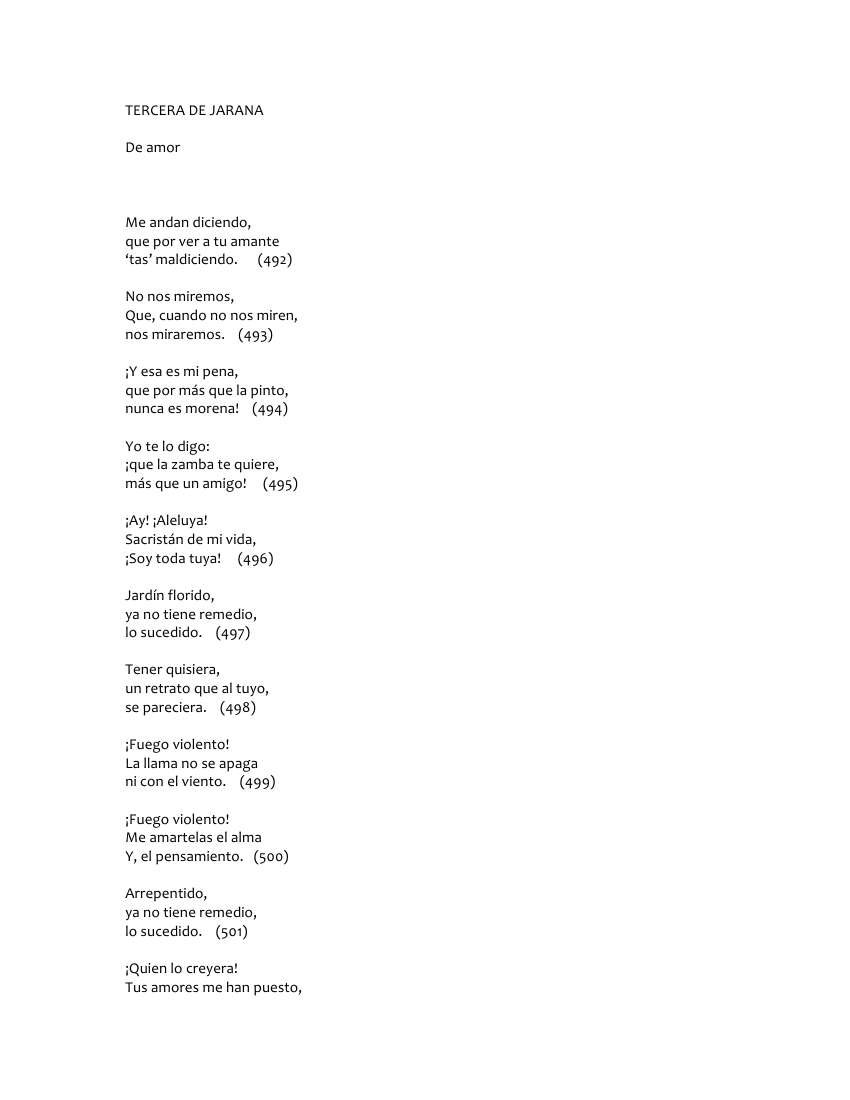 TERCERA DE JARANA
De amor
Me andan diciendo,
que por ver a tu amante
‘tas’ maldiciendo. (492)
No nos miremos,
Que, cuando no nos miren,
nos miraremos. (493)
¡Y esa es mi pena,
que por más que la pinto,
nunca es morena! (494)
Yo te lo digo:
¡que la zamba te quiere,
más que un amigo! (495)
¡Ay! ¡Aleluya!
Sacristán de mi vida,
¡Soy toda tuya! (496)
Jardín florido,
ya no tiene remedio,
lo sucedido. (497)
Tener quisiera,
un retrato que al tuyo,
se pareciera. (498)
¡Fuego violento!
La llama no se apaga
ni con el viento. (499)
¡Fuego violento!
Me amartelas el alma
Y, el pensamiento. (500)
Arrepentido,
ya no tiene remedio,
lo sucedido. (501)
¡Quien lo creyera!
Tus amores me han puesto,